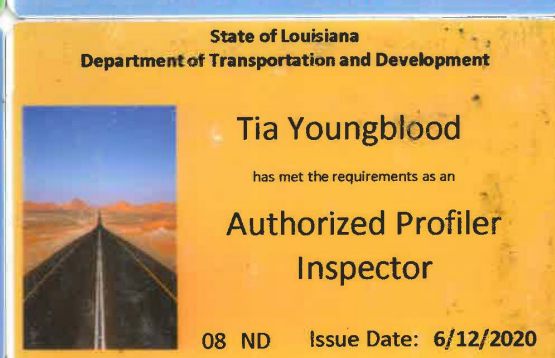 State of Louisiana
Department of Transportation and Development
Tia Youngblood
has met the requirements as an
Authorized Profiler
Inspector
08 ND Issue Date: 6/12/2020